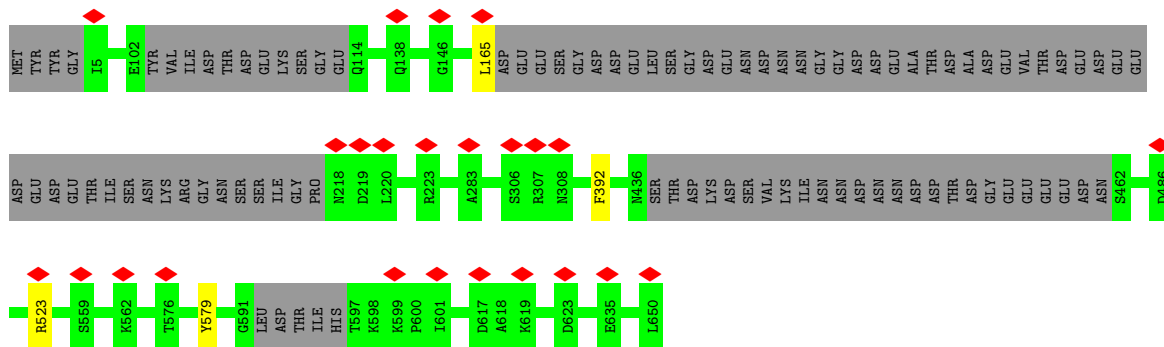 MET TYR TYR GLY I5 E102 TYR VAL ILE ASP THR ASP GLU LYS SER GLY GLU Q114 Q138 G146 L165 ASP GLU GLU SER GLY ASP ASP GLU LEU SER GLY ASP GLU ASN ASP ASN ASN GLY GLY ASP ASP GLU ALA THR ASP ALA ASP GLU VAL THR ASP GLU ASP GLU GLU
ASP GLU ASP GLU THR ILE SER ASN LYS ARG GLY ASN SER SER ILE GLY PRO N218 D219 L220 R223 A283 S306 R307 N308 F392 N436 SER THR ASP LYS ASP SER VAL LYS ILE ASN ASN ASP ASN ASN ASP ASP THR ASP GLY GLU GLU GLU GLU ASP ASN S462 D486
R523 S559 K562 T576 Y579 G591 LEU ASP THR ILE HIS T597 K598 K599 P600 I601 D617 A618 K619 D623 E635 L650